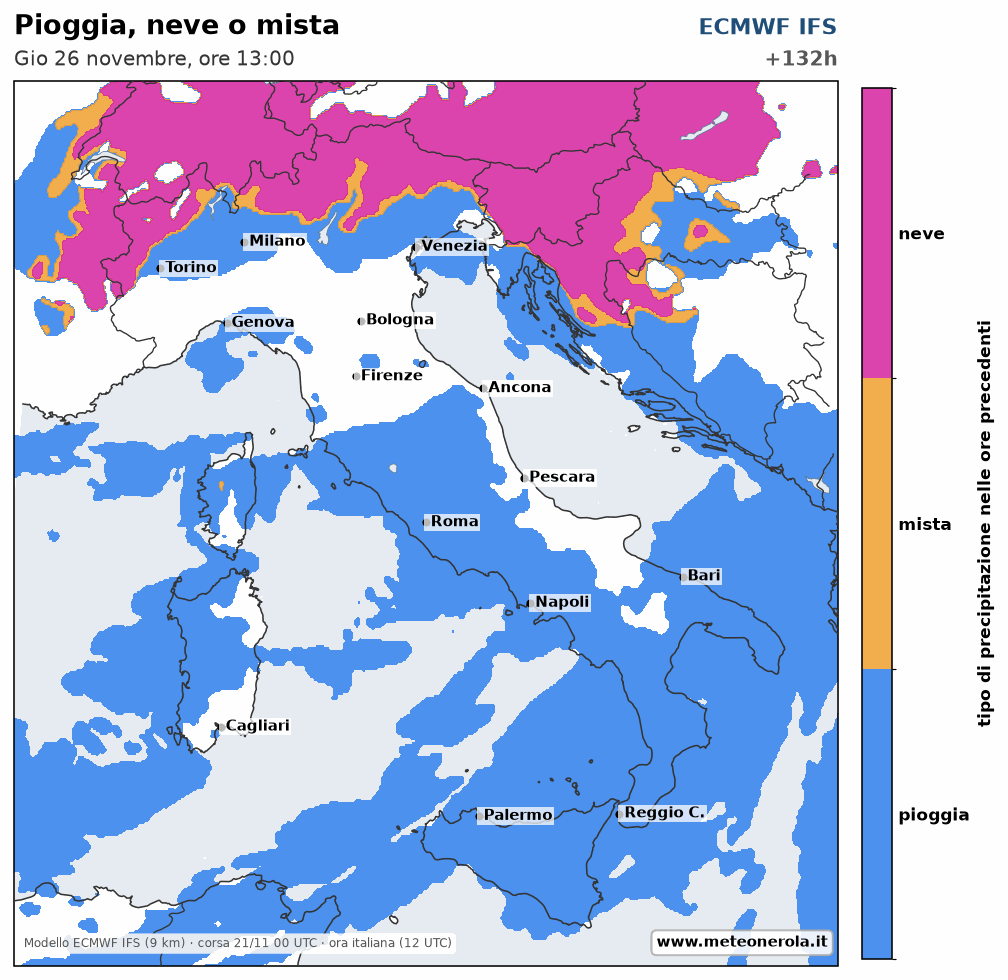 Pioggia, neve o mista
ECMWF IFS
Gio 26 novembre, ore 13:00
+132h
neve
mista
pioggia
tipo di precipitazione nelle ore precedenti
Milano
Venezia
Torino
Genova
Bologna
Firenze
Ancona
Pescara
Roma
Bari
Napoli
Cagliari
Palermo
Reggio C.
Modello ECMWF IFS (9 km) · corsa 21/11 00 UTC · ora italiana (12 UTC)
www.meteonerola.it